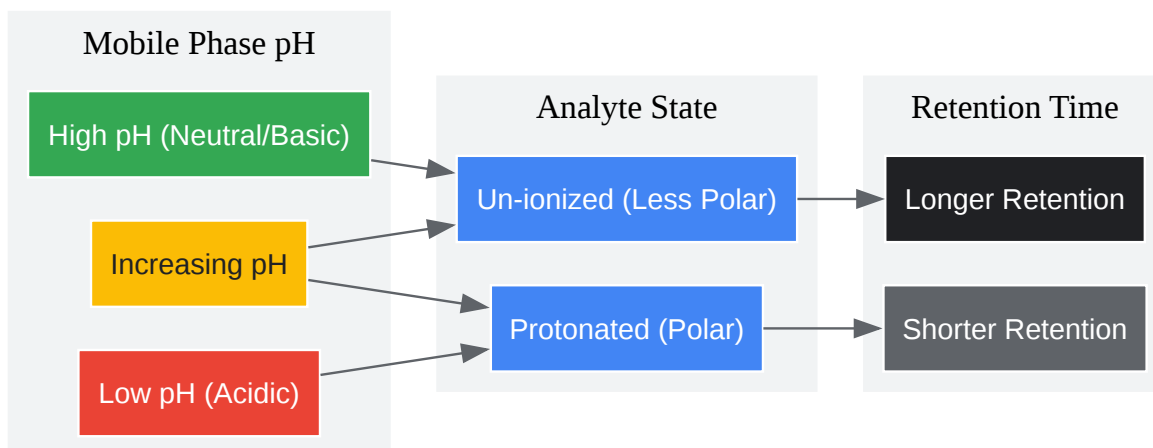 Mobile Phase pH
High pH (Neutral/Basic)
Increasing pH
Low pH (Acidic)
Analyte State
Un-ionized (Less Polar)
Protonated (Polar)
Retention Time
Longer Retention
Shorter Retention